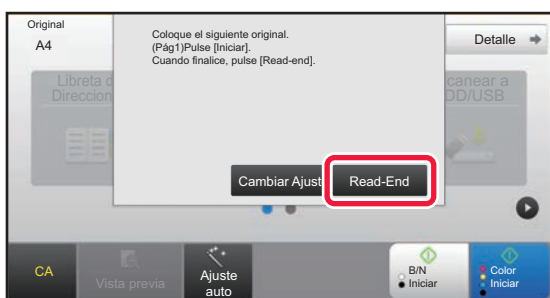 Original
A4
Coloque el siguiente original.
(Pág1)Pulse [Iniciar].
Cuando finalice, pulse [Read-end].
Detalle
Libreta d
Direccion
canear a
DD/USB
Cambiar Ajust
Read-End
CA
Vista previa
Ajuste
auto
B/N
Iniciar
Color
Iniciar